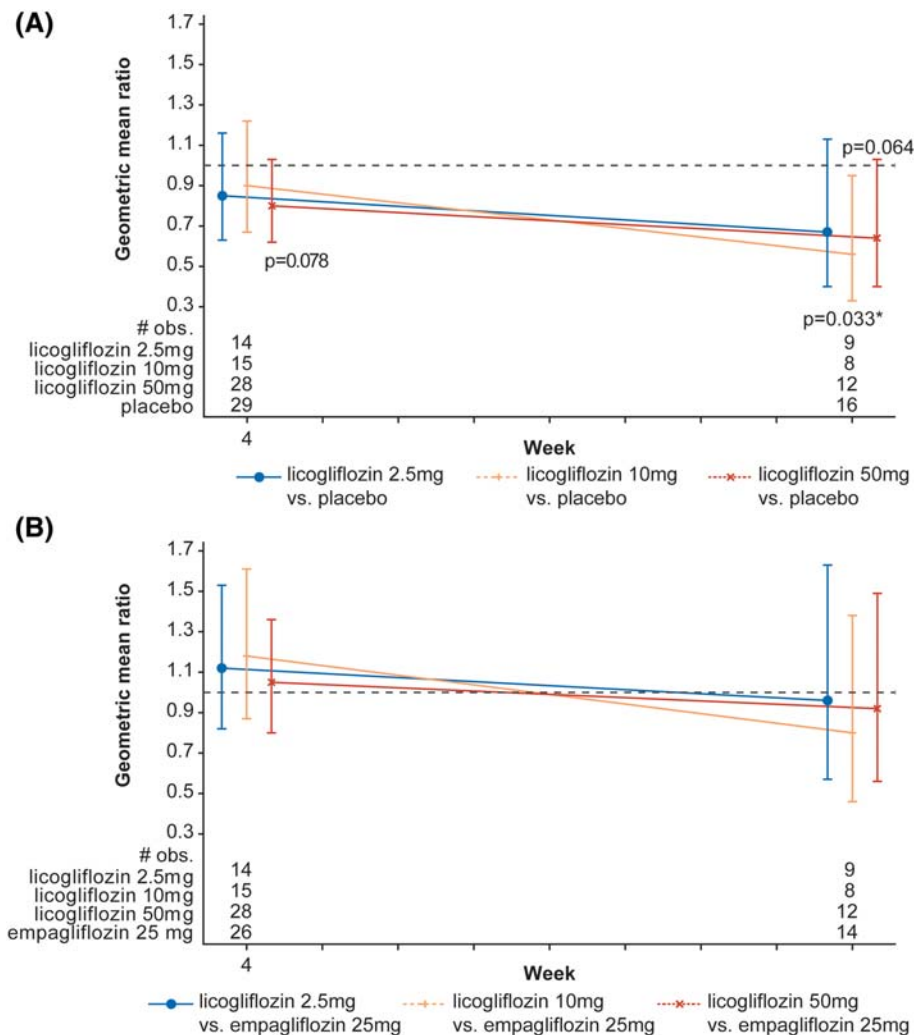 (A)
1.7
1.5
1.3
1.1
0.9
0.7
0.5
0.3
Geometric mean ratio
p=0.064
p=0.078
p=0.033*
# obs.
licogliflozin 2.5mg 14 9
licogliflozin 10mg 15 8
licogliflozin 50mg 28 12
placebo 29 16
4
Week
licogliflozin 2.5mg licogliflozin 10mg licogliflozin 50mg
vs. placebo vs. placebo vs. placebo
(B)
1.7
1.5
1.3
1.1
0.9
0.7
0.5
0.3
Geometric mean ratio
# obs.
licogliflozin 2.5mg 14 9
licogliflozin 10mg 15 8
licogliflozin 50mg 28 12
empagliflozin 25 mg 26 14
4
Week
licogliflozin 2.5mg licogliflozin 10mg licogliflozin 50mg
vs. empagliflozin 25mg vs. empagliflozin 25mg vs. empagliflozin 25mg